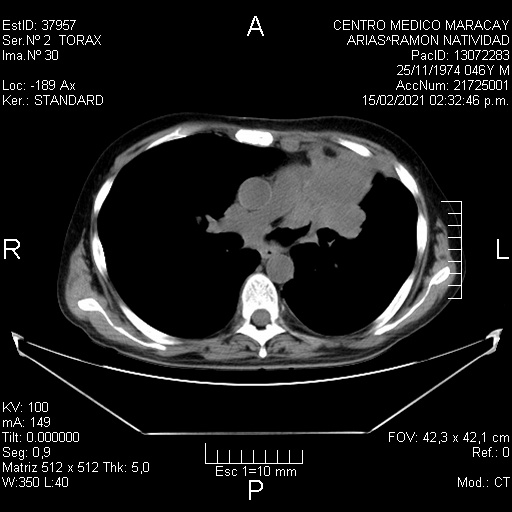 EstID: 37957
Ser.Nº 2 TORAX
Ima.Nº 30
Loc: -189 Ax
Ker.: STANDARD
A
CENTRO MEDICO MARACAY
ARIAS^RAMON NATIVIDAD
PacID: 13072283
25/11/1974 046Y M
AccNum: 21725001
15/02/2021 02:32:46 p.m.
R
L
KV: 100
mA: 149
Tilt: 0.000000
Seg: 0,9
Matriz 512 x 512 Thk: 5,0
W:350 L:40
Esc 1=10 mm
P
FOV: 42,3 x 42,1 cm
Ref.: 0
Mod.: CT